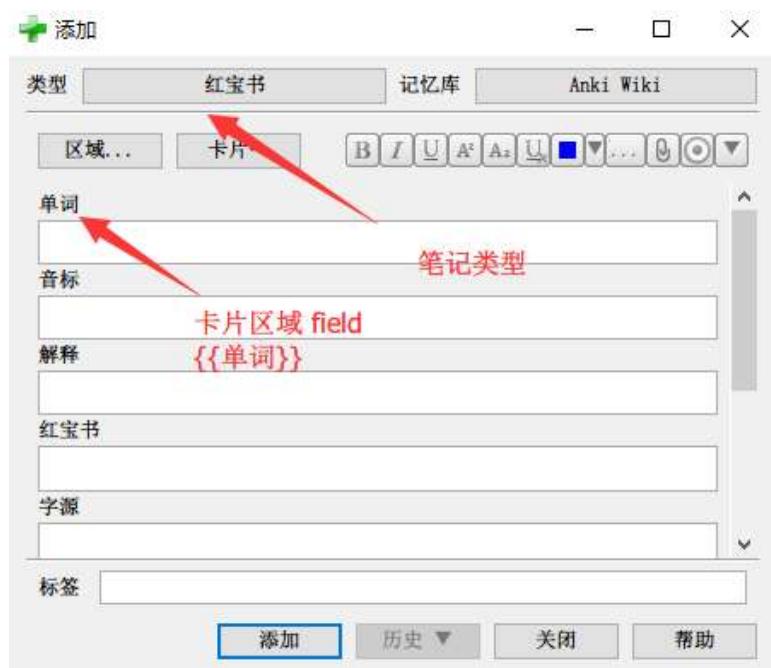 添加
类型 红宝书 记忆库 Anki Wiki
区域... 卡片
B I U A² A₂ U ...
单词
笔记类型
音标
卡片区域 field
{{单词}}
解释
红宝书
字源
标签
添加 历史 ▼ 关闭 帮助